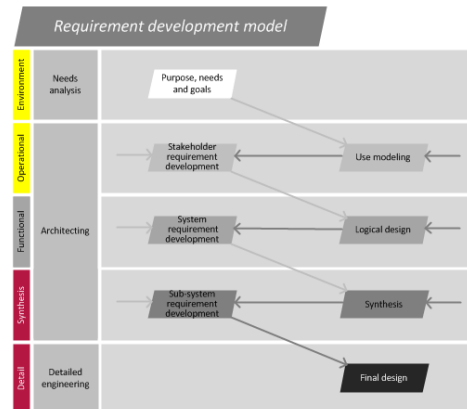 Requirement development model
Environment
Needs
analysis
Purpose, needs
and goals
Operational
Stakeholder
requirement
development
Use modeling
Functional
Architecting
System
requirement
development
Logical design
Synthesis
Sub-system
requirement
development
Synthesis
Detail
Detailed
engineering
Final design